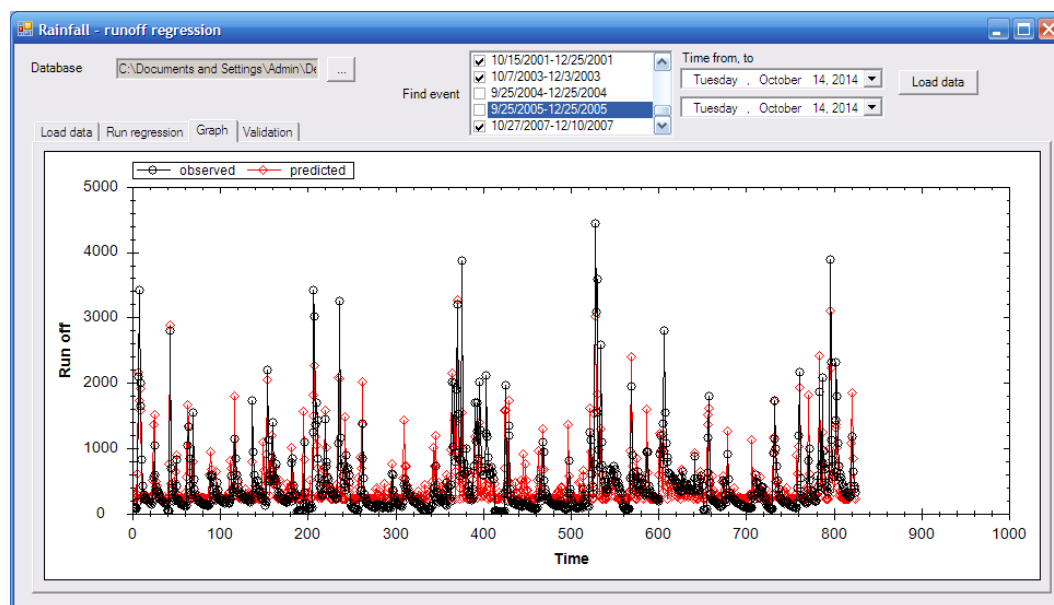 Rainfall - runoff regression
Database
C:\Documents and Settings\Admin\De
...
Find event
10/15/2001-12/25/2001
10/7/2003-12/3/2003
9/25/2004-12/25/2004
9/25/2005-12/25/2005
10/27/2007-12/10/2007
Time from, to
Tuesday , October 14, 2014
Tuesday , October 14, 2014
Load data
Load data Run regression Graph Validation
observed predicted
5000
4000
3000
2000
1000
0
Run off
0 100 200 300 400 500 600 700 800 900 1000
Time